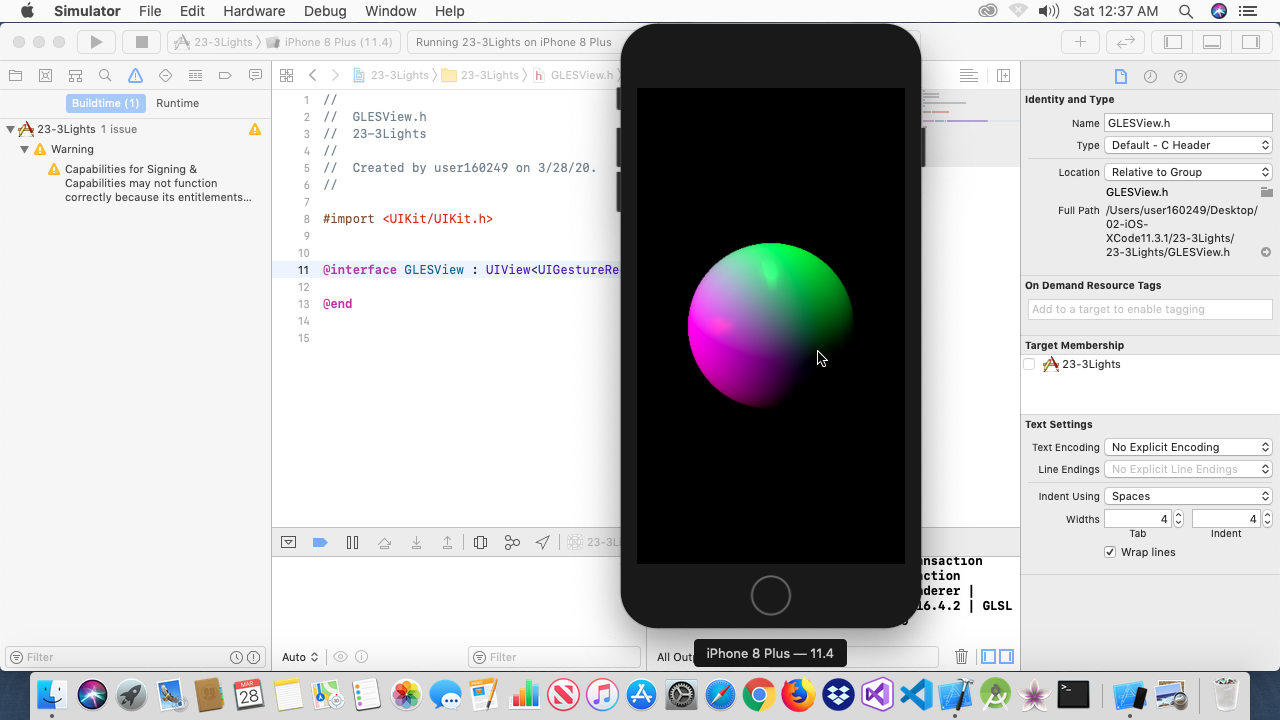 Simulator File Edit Hardware Debug Window Help Sat 12:37 AM
23-3Lights iPhone 8 Plus (11.4) Running 23-3Lights on iPhone 8 Plus
23-3Lights 23-3Lights GLESView.h
Buildtime (1) Runtime
23-3Lights 1 issue
Warning
Capabilities for Signing &
Capabilities may not function
correctly because its entitlements...
1 //
2 // GLESView.h
3 // 23-3Lights
4 //
5 // Created by user160249 on 3/28/20.
6 //
7
8 #import <UIKit/UIKit.h>
9
10
11 @interface GLESView : UIView<UIGestureRe
12
13 @end
14
15
Identity and Type
Name GLESView.h
Type Default - C Header
Location Relative to Group
GLESView.h
Full Path /Users/user160249/Desktop/
02-iOS-
XCode11.3.1/23-3Lights/
23-3Lights/GLESView.h
On Demand Resource Tags
Add to a target to enable tagging
Target Membership
23-3Lights
Text Settings
Text Encoding No Explicit Encoding
Line Endings No Explicit Line Endings
Indent Using Spaces
Widths 4 4
Tab Indent
Wrap lines
23-3L
ansaction
ction
nderer |
16.4.2 | GLSL
Filter
Auto
Filter
All Out
iPhone 8 Plus — 11.4
MAR
28